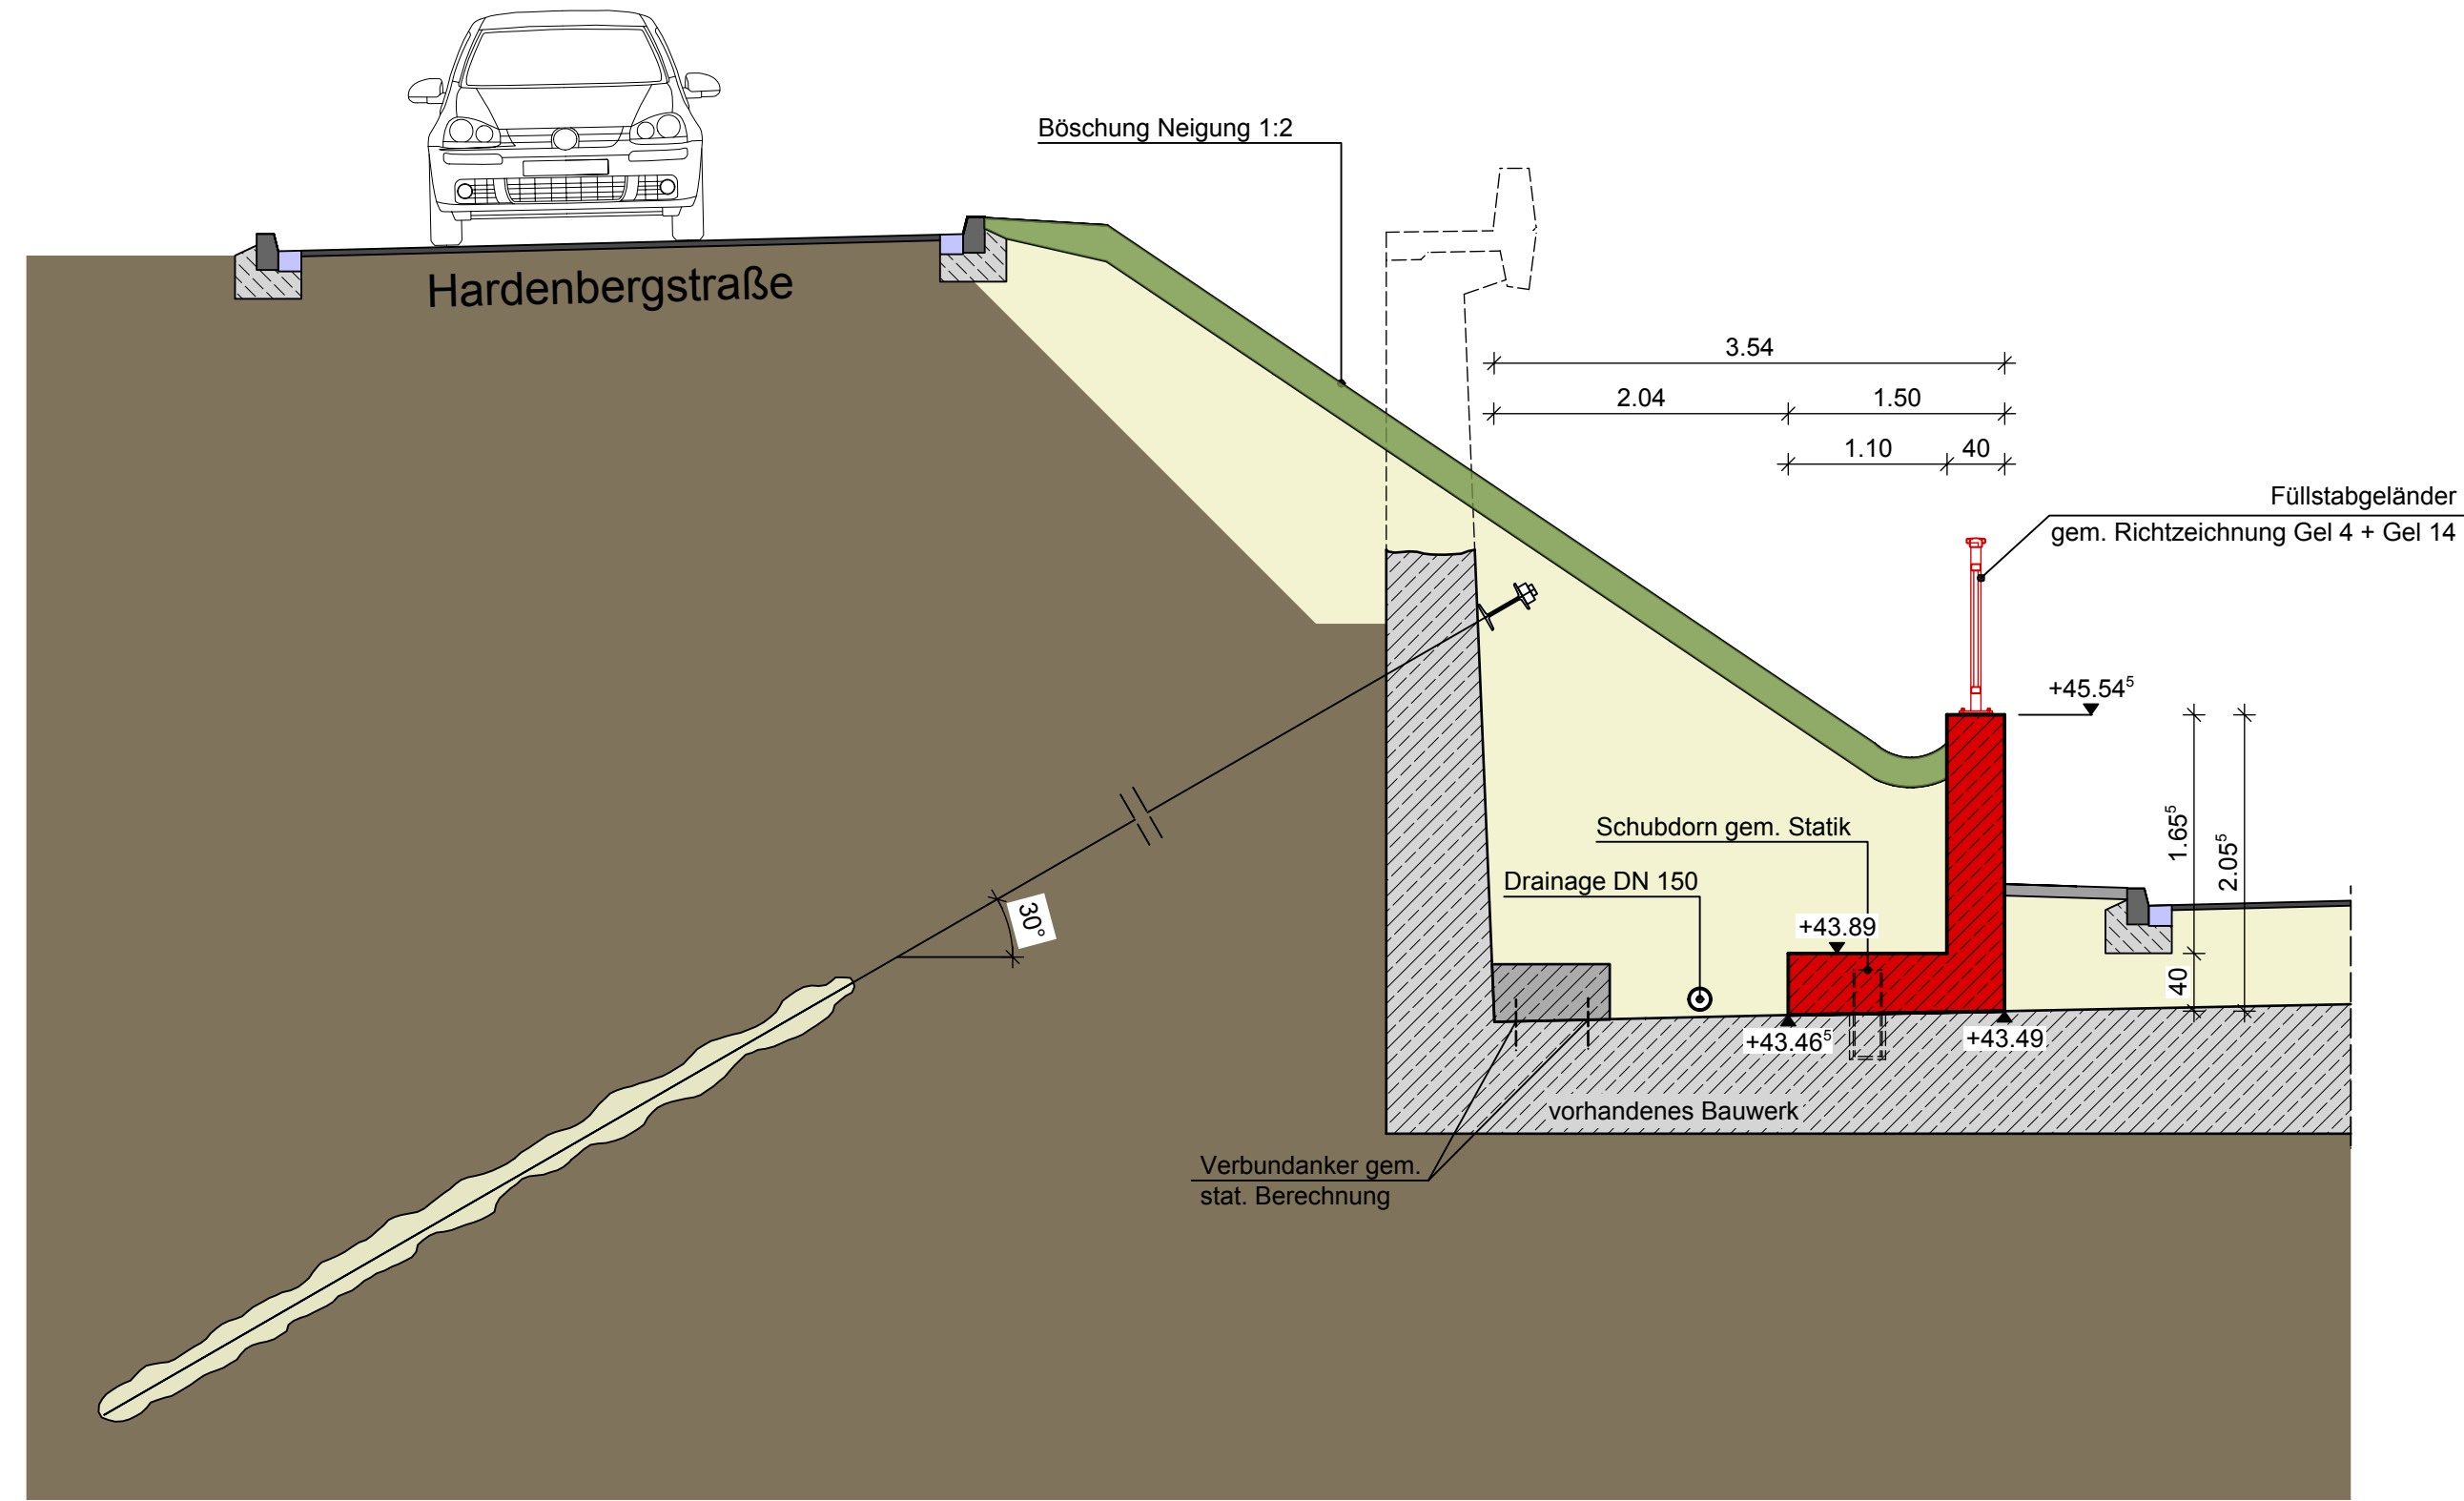 Böschung Neigung 1:2
Hardenbergstraße
3.54
2.04 1.50
1.10 40
Füllstabgeländer
gem. Richtzeichnung Gel 4 + Gel 14
+45.54⁵
1.65⁵
2.05⁵
40
Schubdorn gem. Statik
Drainage DN 150
30°
+43.89
+43.46⁵
+43.49
vorhandenes Bauwerk
Verbundanker gem.
stat. Berechnung